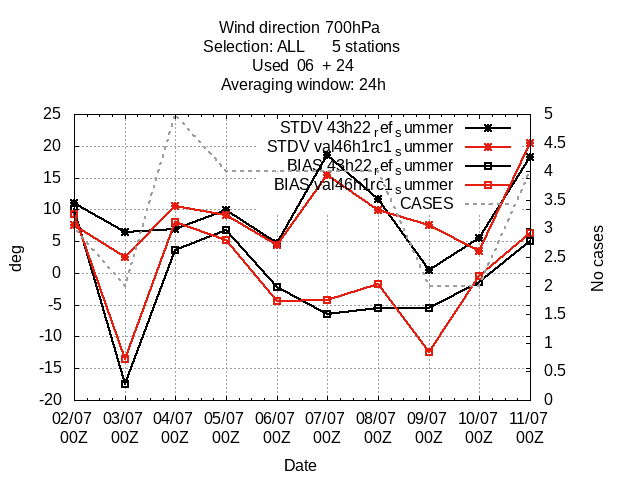 Wind direction 700hPa
Selection: ALL 5 stations
Used 06 + 24
Averaging window: 24h
STDV 43h22refsummer
STDV val46h1rc1summer
BIAS 43h22refsummer
BIAS val46h1rc1summer
CASES
25
20
15
10
5
0
-5
-10
-15
-20
deg
5
4.5
4
3.5
3
2.5
2
1.5
1
0.5
0
No cases
02/07 03/07 04/07 05/07 06/07 07/07 08/07 09/07 10/07 11/07
00Z 00Z 00Z 00Z 00Z 00Z 00Z 00Z 00Z 00Z
Date